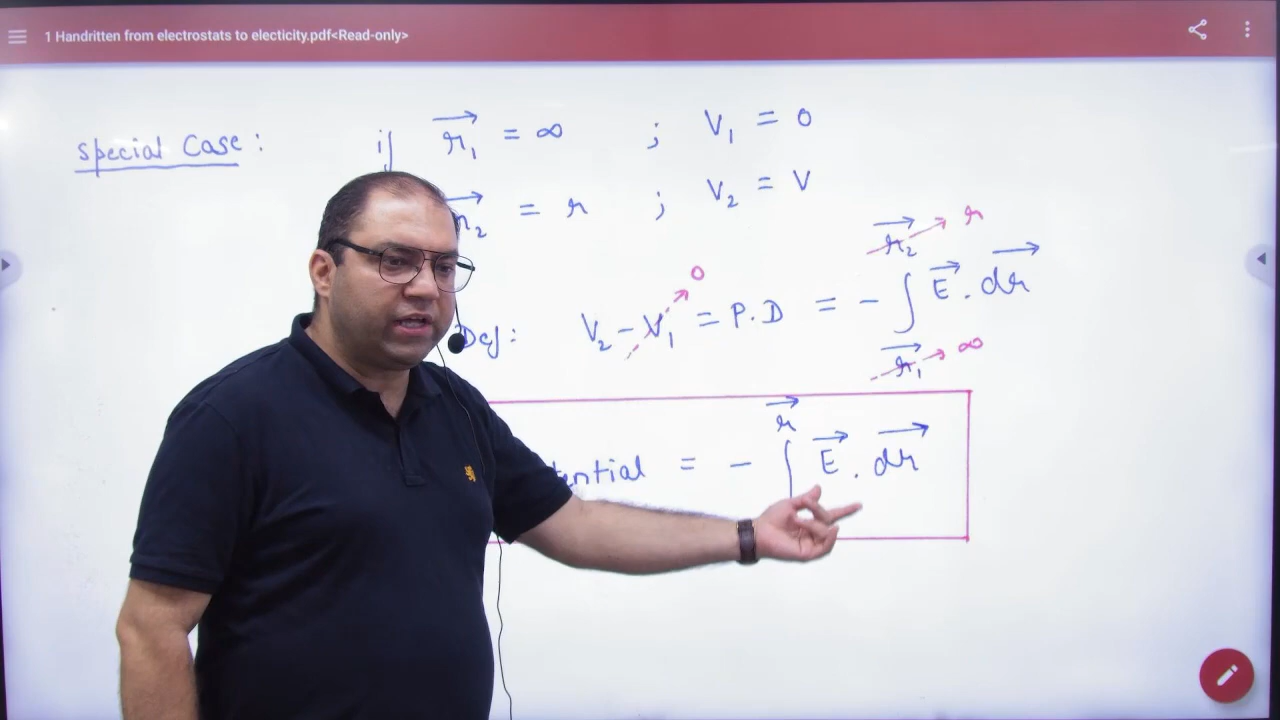 1 Handritten from electrostats to electicity.pdf<Read-only>
Special Case : if r₁⃗ = ∞ ; V₁ = 0
r₂⃗ = r ; V₂ = V
r₂⃗ → r
0
Def : V₂ - V₁ = P.D = - ∫ E⃗ . dr⃗
r₁⃗ → ∞
r⃗
= - ∫ E⃗ . dr⃗